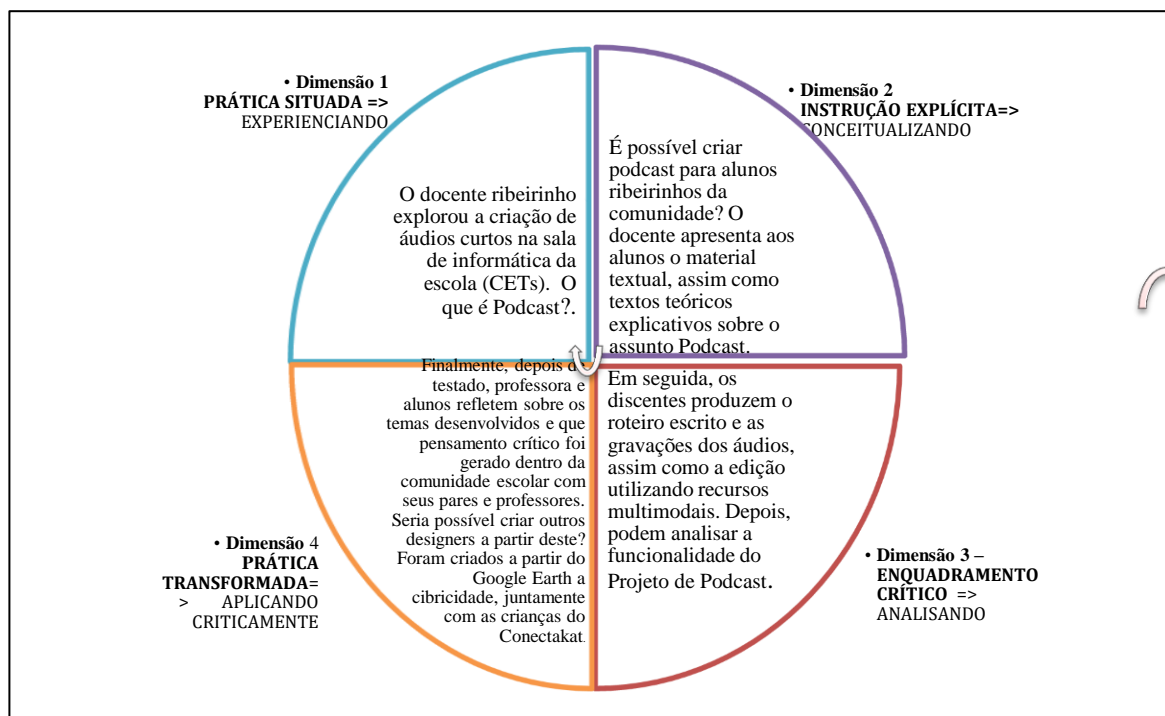 • Dimensão 1
PRÁTICA SITUADA =>
EXPERIENCIANDO
O docente ribeirinho
explorou a criação de
áudios curtos na sala
de informática da
escola (CETs). O
que é Podcast?.
• Dimensão 2
INSTRUÇÃO EXPLÍCITA=>
CONCEITUALIZANDO
É possível criar
podcast para alunos
ribeirinhos da
comunidade? O
docente apresenta aos
alunos o material
textual, assim como
textos teóricos
explicativos sobre o
assunto Podcast.
Em seguida, os
discentes produzem o
roteiro escrito e as
gravações dos áudios,
assim como a edição
utilizando recursos
multimodais. Depois,
podem analisar a
funcionalidade do
Projeto de Podcast.
• Dimensão 3 –
ENQUADRAMENTO
CRÍTICO =>
ANALISANDO
Finalmente, depois de
testado, professora e
alunos refletem sobre os
temas desenvolvidos e que
pensamento crítico foi
gerado dentro da
comunidade escolar com
seus pares e professores.
Seria possível criar outros
designers a partir deste?
Foram criados a partir do
Google Earth a
cibricidade, juntamente
com as crianças do
Conectakat.
• Dimensão 4
PRÁTICA
TRANSFORMADA=
> APLICANDO
CRITICAMENTE